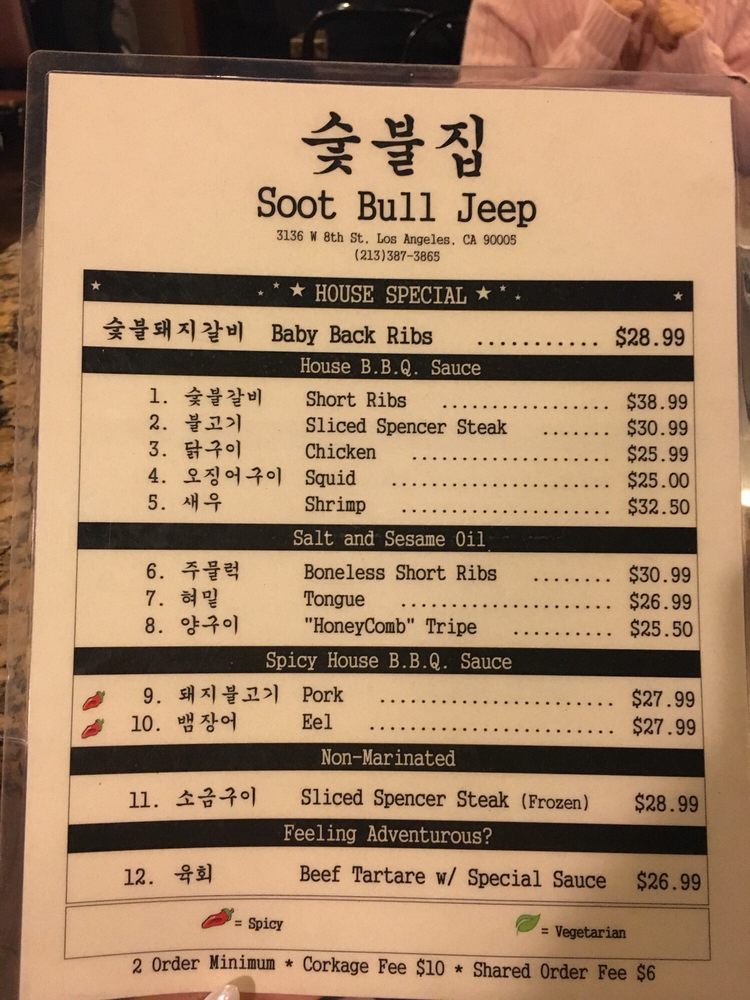 숯불집
Soot Bull Jeep
3136 W 8th St. Los Angeles. CA 90005
(213)387-3865
★ ★ HOUSE SPECIAL ★ ★
숯불돼지갈비 Baby Back Ribs ........... $28.99
House B.B.Q. Sauce
1. 숯불갈비 Short Ribs ................. $38.99
2. 불고기 Sliced Spencer Steak ....... $30.99
3. 닭구이 Chicken .................... $25.99
4. 오징어구이 Squid ...................... $25.00
5. 새우 Shrimp ..................... $32.50
Salt and Sesame Oil
6. 주물럭 Boneless Short Ribs ........ $30.99
7. 혀밑 Tongue ..................... $26.99
8. 양구이 "HoneyComb" Tripe .......... $25.50
Spicy House B.B.Q. Sauce
9. 돼지불고기 Pork ....................... $27.99
10. 뱀장어 Eel ........................ $27.99
Non-Marinated
11. 소금구이 Sliced Spencer Steak (Frozen) $28.99
Feeling Adventurous?
12. 육회 Beef Tartare w/ Special Sauce $26.99
= Spicy = Vegetarian
2 Order Minimum * Corkage Fee $10 * Shared Order Fee $6